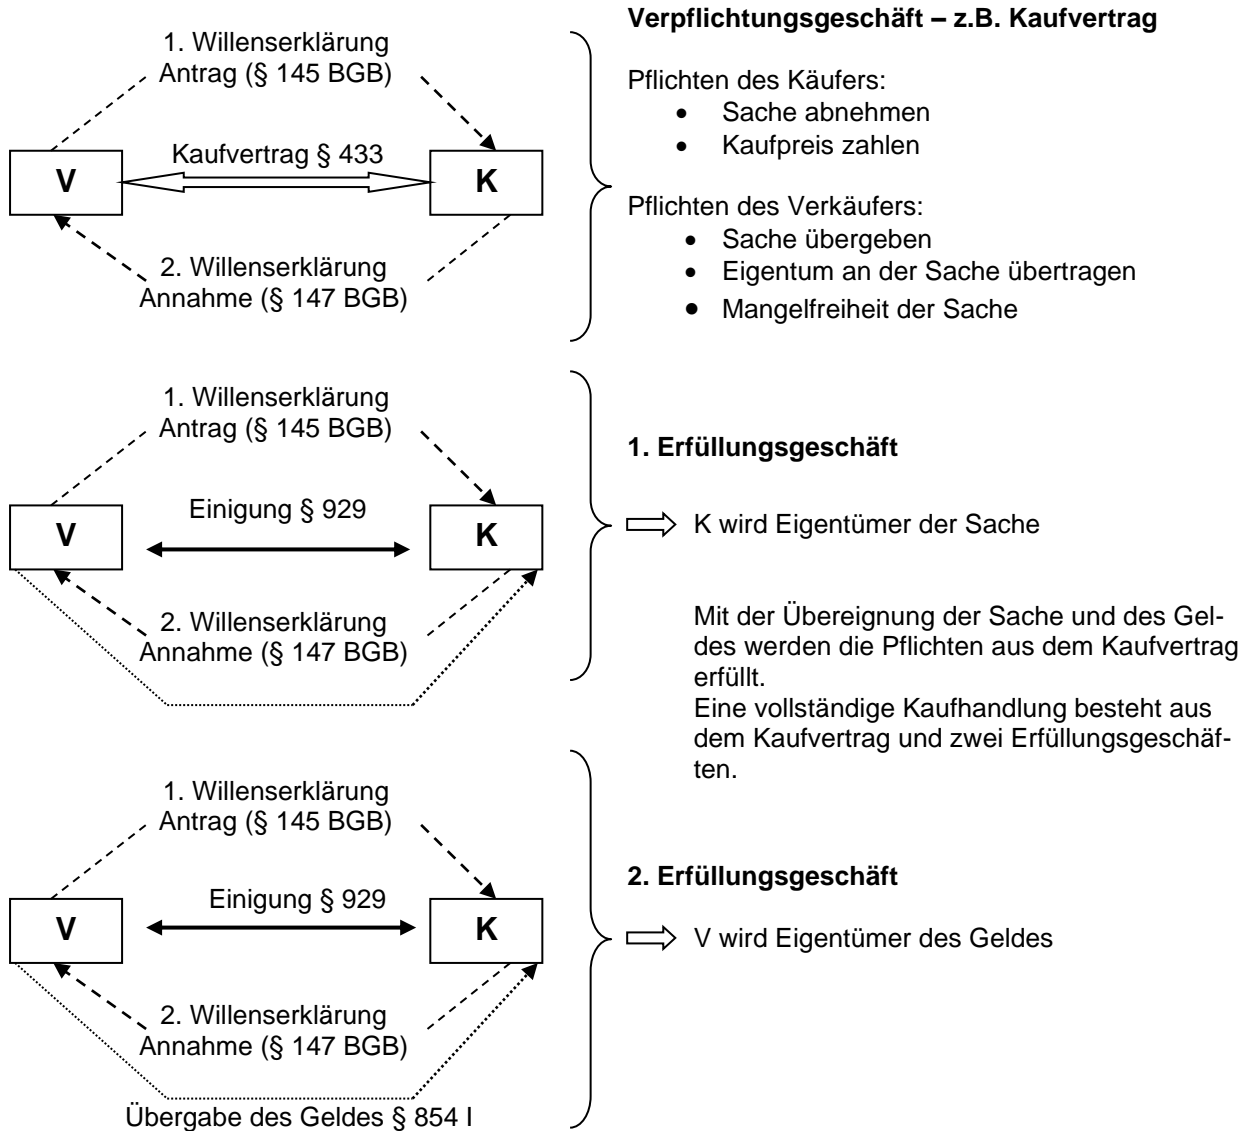 Verpflichtungsgeschäft – z.B. Kaufvertrag
1. Willenserklärung
Antrag (§ 145 BGB)
V
Kaufvertrag § 433
K
2. Willenserklärung
Annahme (§ 147 BGB)
Pflichten des Käufers:
• Sache abnehmen
• Kaufpreis zahlen
Pflichten des Verkäufers:
• Sache übergeben
• Eigentum an der Sache übertragen
• Mangelfreiheit der Sache
1. Willenserklärung
Antrag (§ 145 BGB)
V
Einigung § 929
K
2. Willenserklärung
Annahme (§ 147 BGB)
1. Erfüllungsgeschäft
K wird Eigentümer der Sache
Mit der Übereignung der Sache und des Gel-
des werden die Pflichten aus dem Kaufvertrag
erfüllt.
Eine vollständige Kaufhandlung besteht aus
dem Kaufvertrag und zwei Erfüllungsgeschäf-
ten.
1. Willenserklärung
Antrag (§ 145 BGB)
V
Einigung § 929
K
2. Willenserklärung
Annahme (§ 147 BGB)
Übergabe des Geldes § 854 I
2. Erfüllungsgeschäft
V wird Eigentümer des Geldes